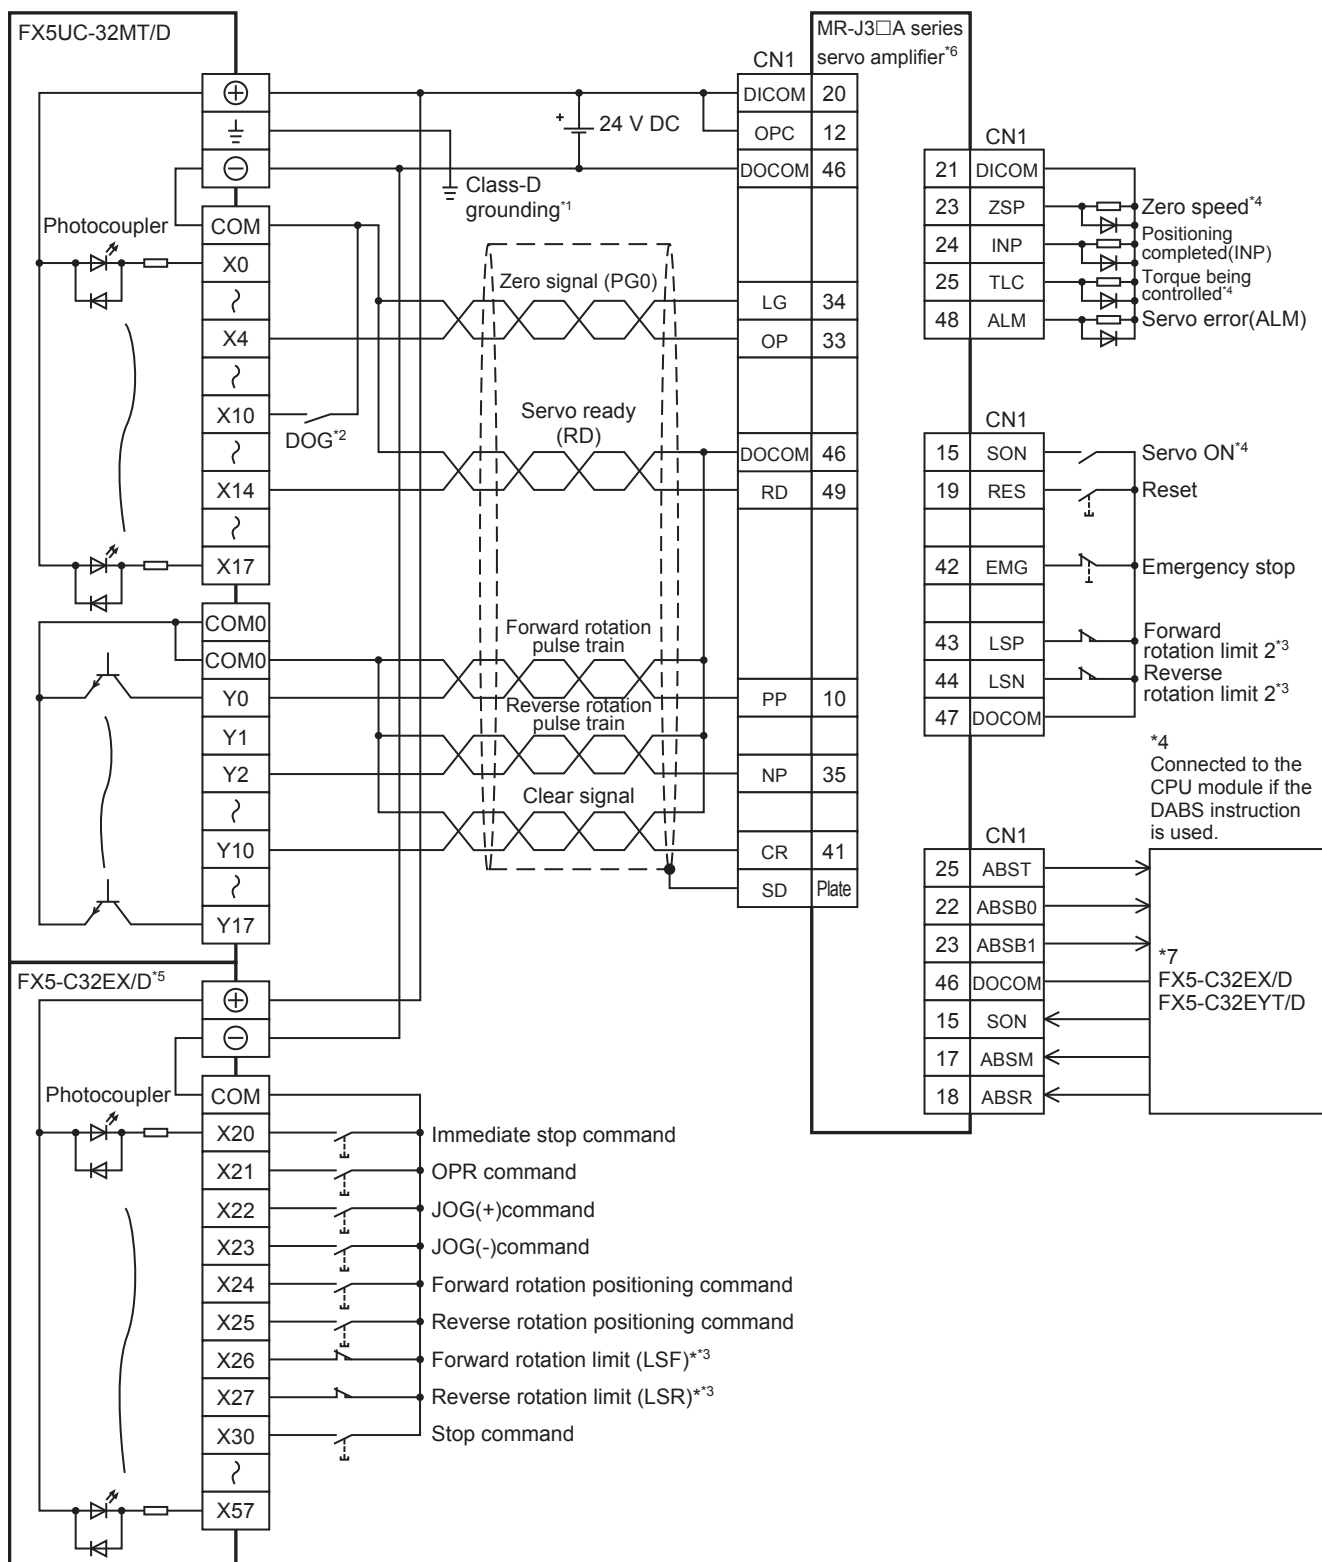 FX5UC-32MT/D
Photocoupler
COM
X0
X4
X10
X14
X17
COM0
COM0
Y0
Y1
Y2
Y10
Y17
24 V DC
Class-D
grounding*1
Zero signal (PG0)
DOG*2
Servo ready
(RD)
Forward rotation
pulse train
Reverse rotation
pulse train
Clear signal
MR-J3□A series
servo amplifier*6
CN1
DICOM 20
OPC 12
DOCOM 46
LG 34
OP 33
DOCOM 46
RD 49
PP 10
NP 35
CR 41
SD Plate
CN1
21 DICOM
23 ZSP Zero speed*4
24 INP Positioning
completed(INP)
25 TLC Torque being
controlled*4
48 ALM Servo error(ALM)
CN1
15 SON Servo ON*4
19 RES Reset
42 EMG Emergency stop
43 LSP Forward
rotation limit 2*3
44 LSN Reverse
rotation limit 2*3
47 DOCOM
*4
Connected to the
CPU module if the
DABS instruction
is used.
CN1
25 ABST
22 ABSB0
23 ABSB1
46 DOCOM
15 SON
17 ABSM
18 ABSR
*7
FX5-C32EX/D
FX5-C32EYT/D
FX5-C32EX/D*5
Photocoupler
COM
X20 Immediate stop command
X21 OPR command
X22 JOG(+)command
X23 JOG(-)command
X24 Forward rotation positioning command
X25 Reverse rotation positioning command
X26 Forward rotation limit (LSF)**3
X27 Reverse rotation limit (LSR)**3
X30 Stop command
X57